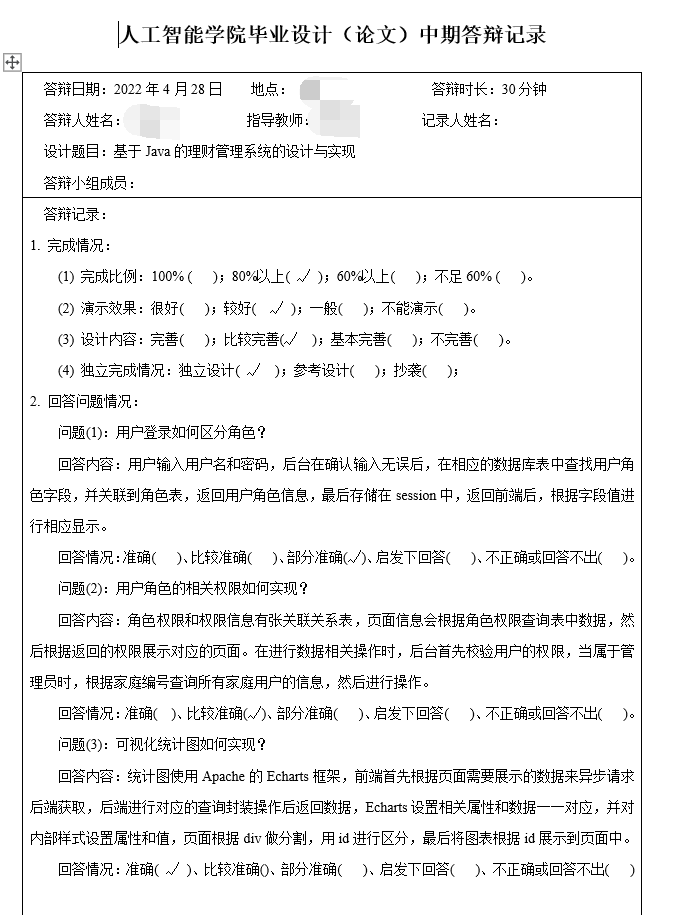 人工智能学院毕业设计（论文）中期答辩记录
答辩日期：2022 年 4 月 28 日 地点： 答辩时长：30 分钟
答辩人姓名： 指导教师： 记录人姓名：
设计题目：基于 Java 的理财管理系统的设计与实现
答辩小组成员：
答辩记录：
1. 完成情况：
(1) 完成比例：100% ( )；80%以上( √ )；60%以上( )；不足 60% ( )。
(2) 演示效果：很好( )；较好( √ )；一般( )；不能演示( )。
(3) 设计内容：完善( )；比较完善(√ )；基本完善( )；不完善( )。
(4) 独立完成情况：独立设计( √ )；参考设计( )；抄袭( )；
2. 回答问题情况：
问题(1)：用户登录如何区分角色？
回答内容：用户输入用户名和密码，后台在确认输入无误后，在相应的数据库表中查找用户角
色字段，并关联到角色表，返回用户角色信息，最后存储在 session 中，返回前端后，根据字段值进
行相应显示。
回答情况：准确( )、比较准确( )、部分准确(√)、启发下回答( )、不正确或回答不出( )。
问题(2)：用户角色的相关权限如何实现？
回答内容：角色权限和权限信息有张关联关系表，页面信息会根据角色权限查询表中数据，然
后根据返回的权限展示对应的页面。在进行数据相关操作时，后台首先校验用户的权限，当属于管
理员时，根据家庭编号查询所有家庭用户的信息，然后进行操作。
回答情况：准确( )、比较准确(√)、部分准确( )、启发下回答( )、不正确或回答不出( )。
问题(3)：可视化统计图如何实现？
回答内容：统计图使用 Apache 的 Echarts 框架，前端首先根据页面需要展示的数据来异步请求
后端获取，后端进行对应的查询封装操作后返回数据，Echarts 设置相关属性和数据一一对应，并对
内部样式设置属性和值，页面根据 div 做分割，用 id 进行区分，最后将图表根据 id 展示到页面中。
回答情况：准确( √ )、比较准确()、部分准确( )、启发下回答( )、不正确或回答不出( )